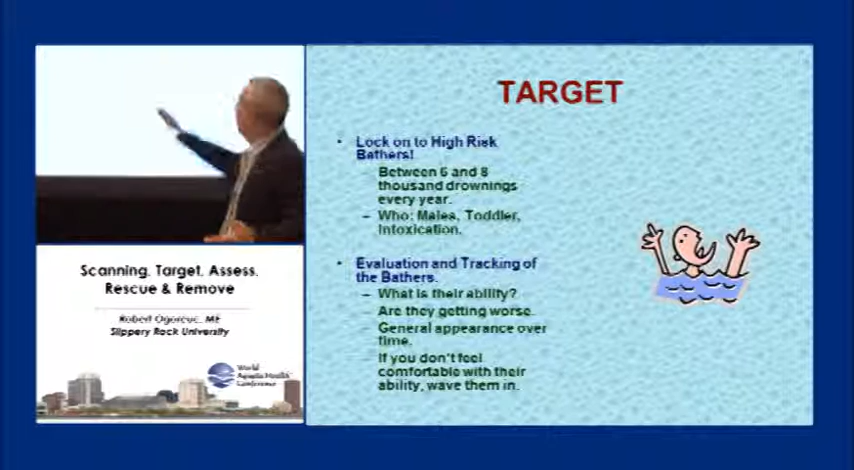 TARGET
• Lock on to High Risk
Bathers!
Between 6 and 8
thousand drownings
every year.
– Who: Males, Toddler,
Intoxication.
• Evaluation and Tracking of
the Bathers.
– What is their ability?
Are they getting worse.
General appearance over
time.
If you don't feel
comfortable with their
ability, wave them in.
Scanning, Target, Assess,
Rescue & Remove
Robert Ogoreuc, ME
Slippery Rock University
World
Aquatic Health
Conference